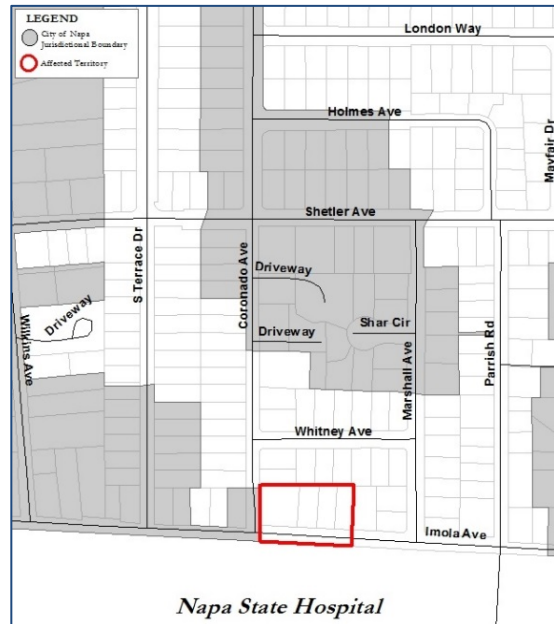 LEGEND
City of Napa
Jurisdictional Boundary
Affected Territory
London Way
Holmes Ave
Mayfair Dr
Shetler Ave
S Terrace Dr
Coronado Ave
Driveway
Driveway
Wilkins Ave
Driveway
Shar Cir
Marshall Ave
Parrish Rd
Whitney Ave
Imola Ave
Napa State Hospital